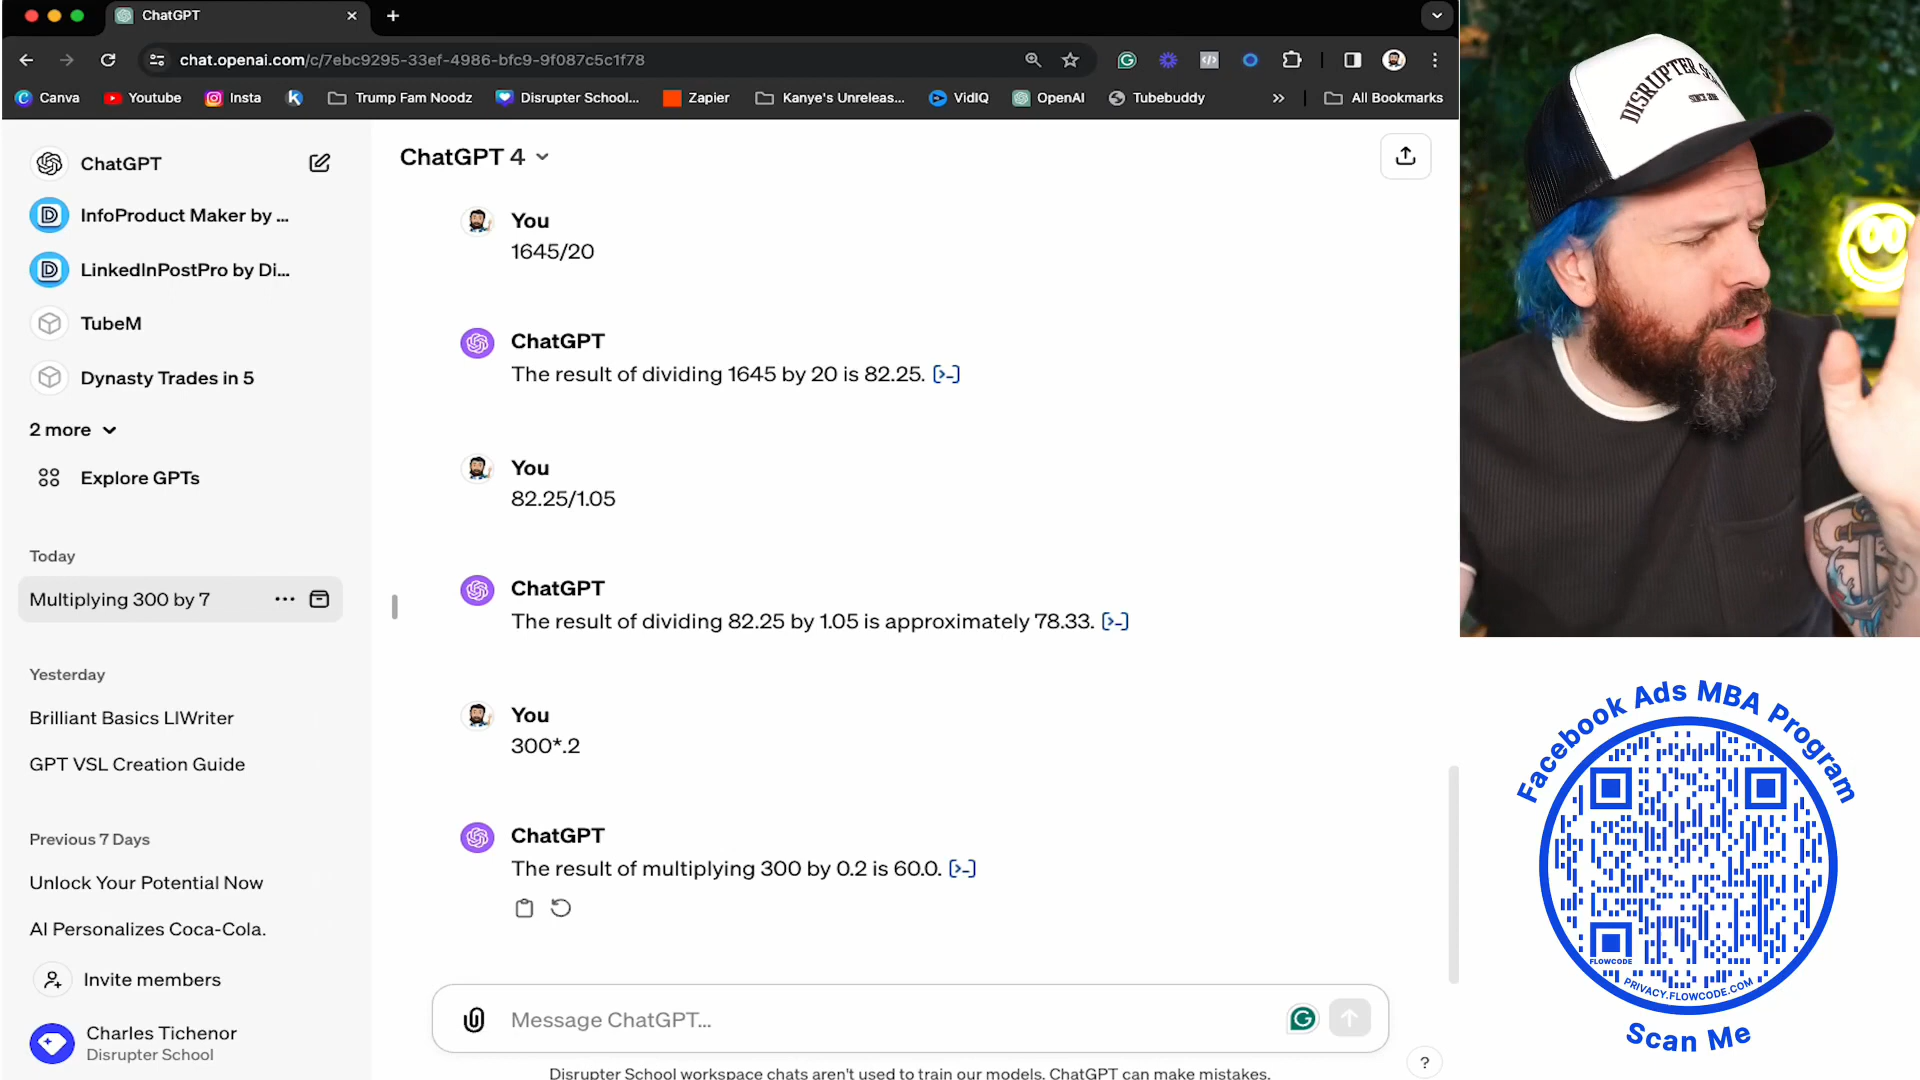 ChatGPT
chat.openai.com/c/7ebc9295-33ef-4986-bfc9-9f087c5c1f78
Canva
Youtube
Insta
Trump Fam Noodz
Disrupter School...
Zapier
Kanye's Unreleas...
VidIQ
OpenAI
Tubebuddy
All Bookmarks
ChatGPT
InfoProduct Maker by ...
LinkedInPostPro by Di...
TubeM
Dynasty Trades in 5
2 more
Explore GPTs
Today
Multiplying 300 by 7
Yesterday
Brilliant Basics LIWriter
GPT VSL Creation Guide
Previous 7 Days
Unlock Your Potential Now
AI Personalizes Coca-Cola.
Invite members
Charles Tichenor
Disrupter School
ChatGPT 4
You
1645/20
ChatGPT
The result of dividing 1645 by 20 is 82.25. [>-]
You
82.25/1.05
ChatGPT
The result of dividing 82.25 by 1.05 is approximately 78.33. [>-]
You
300*.2
ChatGPT
The result of multiplying 300 by 0.2 is 60.0. [>-]
Message ChatGPT...
?
Disrupter School workspace chats aren't used to train our models. ChatGPT can make mistakes.
DISRUPTER
Facebook Ads MBA Program
FLOWCODE
PRIVACY.FLOWCODE.COM
Scan Me